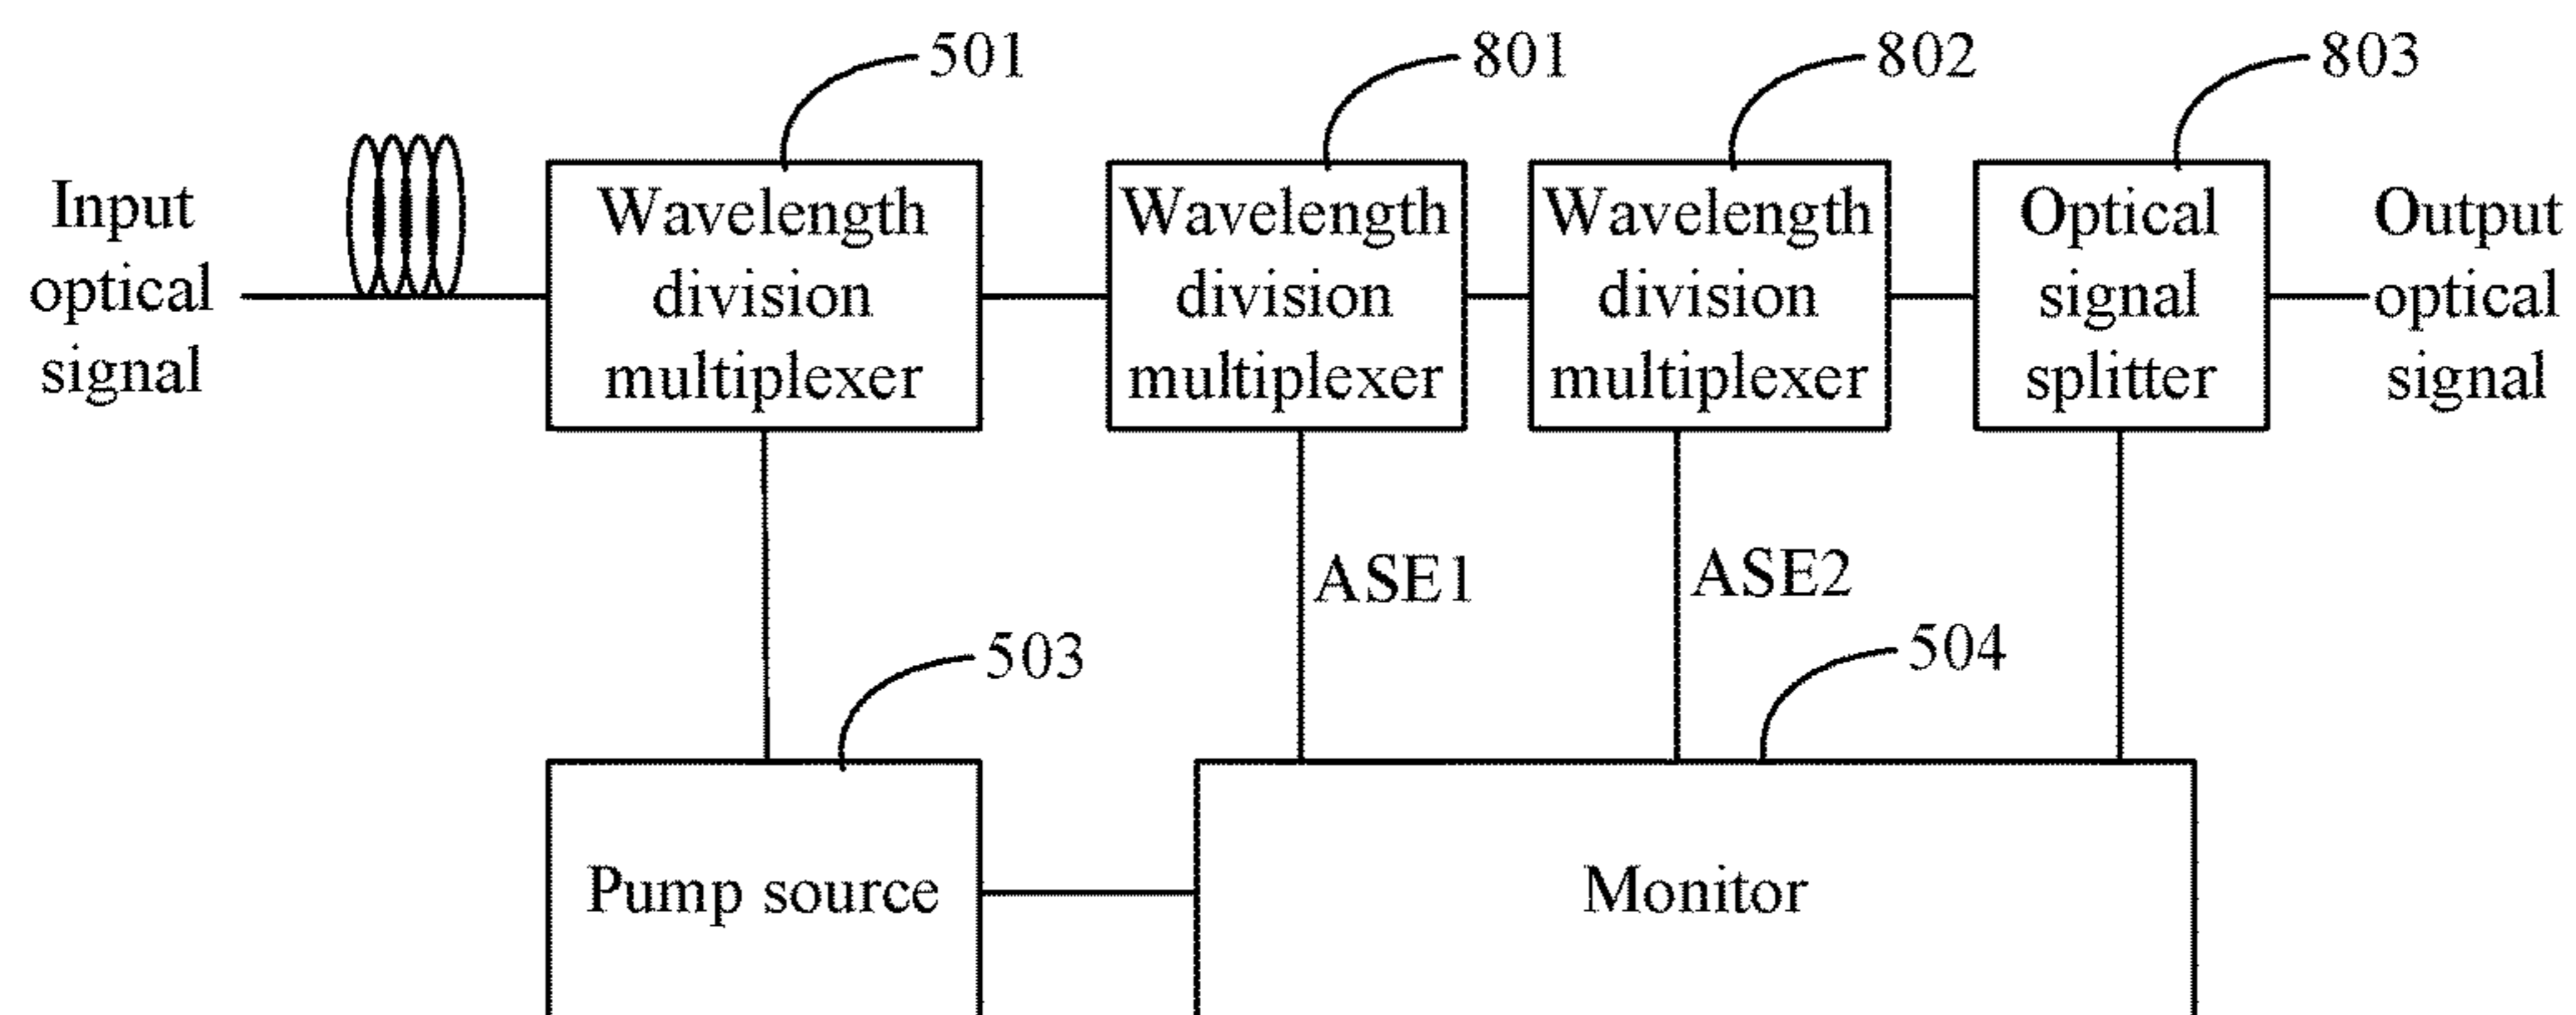 501
801
802
803
Input
optical
signal
Wavelength
division
multiplexer
Wavelength
division
multiplexer
Wavelength
division
multiplexer
Optical
signal
splitter
Output
optical
signal
ASE1
ASE2
503
504
Pump source
Monitor